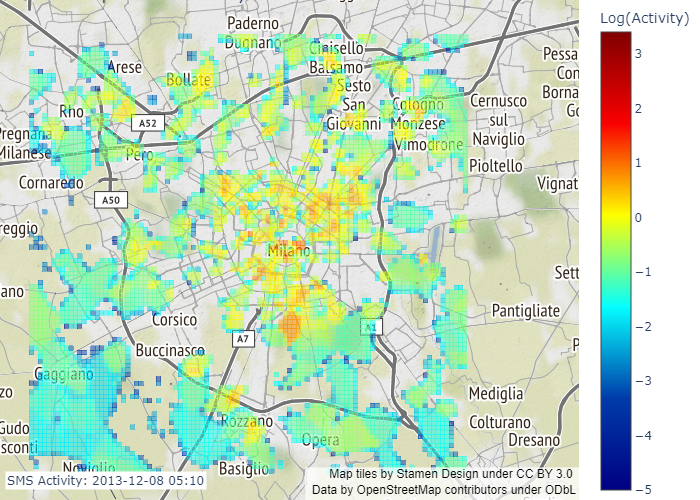 Log(Activity)
3
2
1
0
−1
−2
−3
−4
−5
Paderno
Dugnano
Cinisello
Balsamo
Arese
Bollate
Sesto
San
Giovanni
Cologno
Monzese
Vimodrone
Cernusco
sul
Naviglio
Pioltello
Pessa
Con
Borna
Go
Rho
A52
Pregnana
Milanese
Pero
Cornaredo
Vignat
A50
reggio
Milano
Sett
ano
Corsico
A7
A1
Pantigliate
P
Buccinasco
Gaggiano
zo
Mediglia
Rozzano
Colturano
Gudo
sconti
Opera
Dresano
Noviglio
Basiglio
SMS Activity: 2013-12-08 05:10
Map tiles by Stamen Design under CC BY 3.0
Data by OpenStreetMap contributors under ODbL